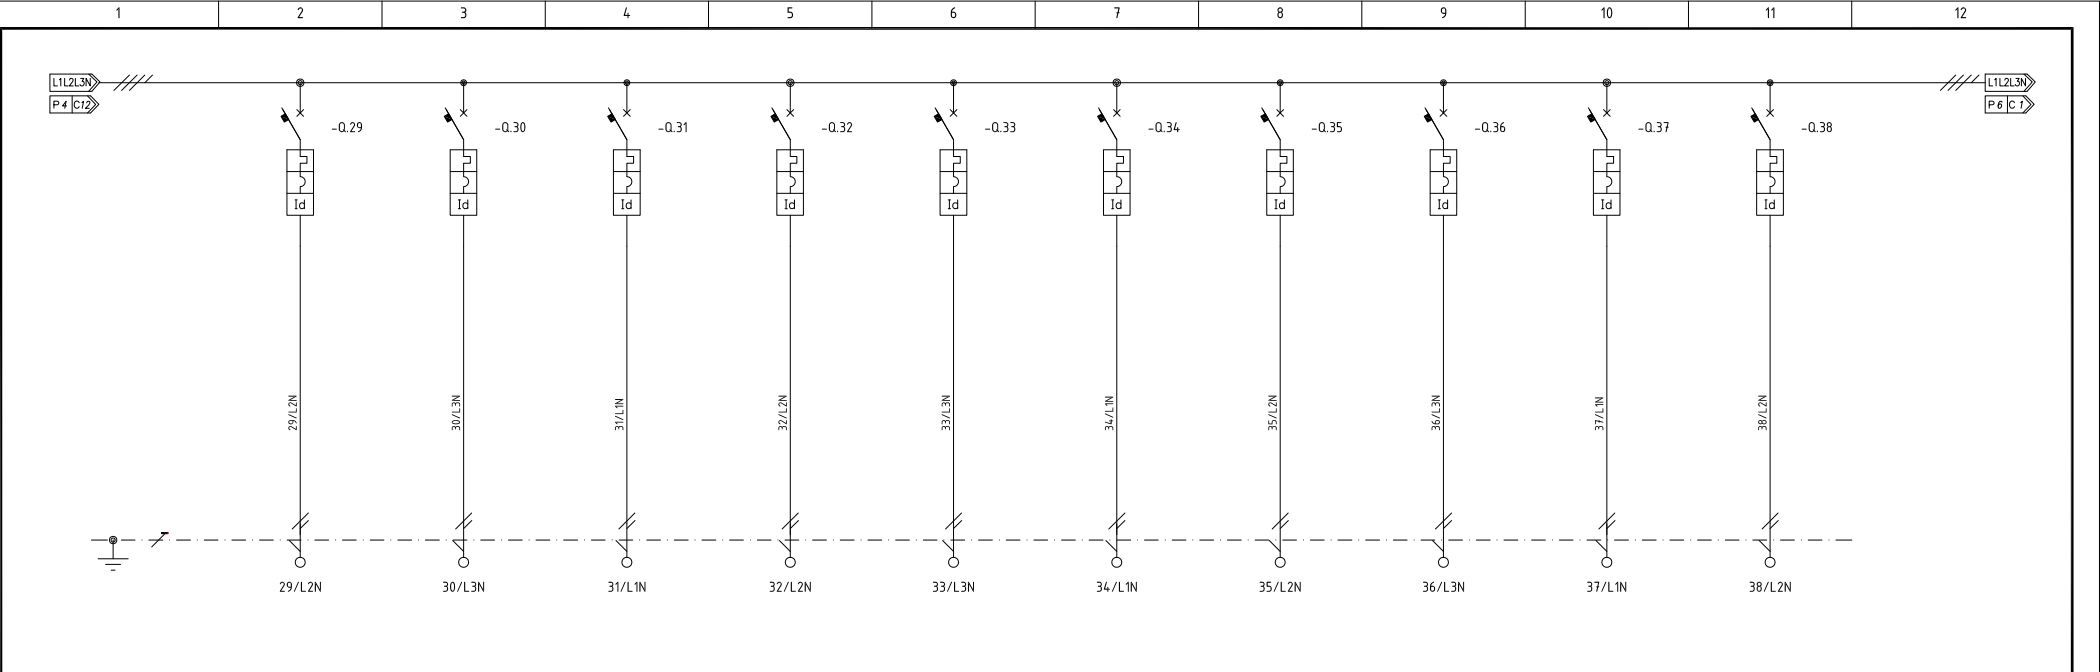 1 2 3 4 5 6 7 8 9 10 11 12
L1L2L3N L1L2L3N
P 4 C12 P 6 C 1
-Q.29 -Q.30 -Q.31 -Q.32 -Q.33 -Q.34 -Q.35 -Q.36 -Q.37 -Q.38
Id Id Id Id Id Id Id Id Id Id
29/L2N 30/L3N 31/L1N 32/L2N 33/L3N 34/L1N 35/L2N 36/L3N 37/L1N 38/L2N
29/L2N 30/L3N 31/L1N 32/L2N 33/L3N 34/L1N 35/L2N 36/L3N 37/L1N 38/L2N